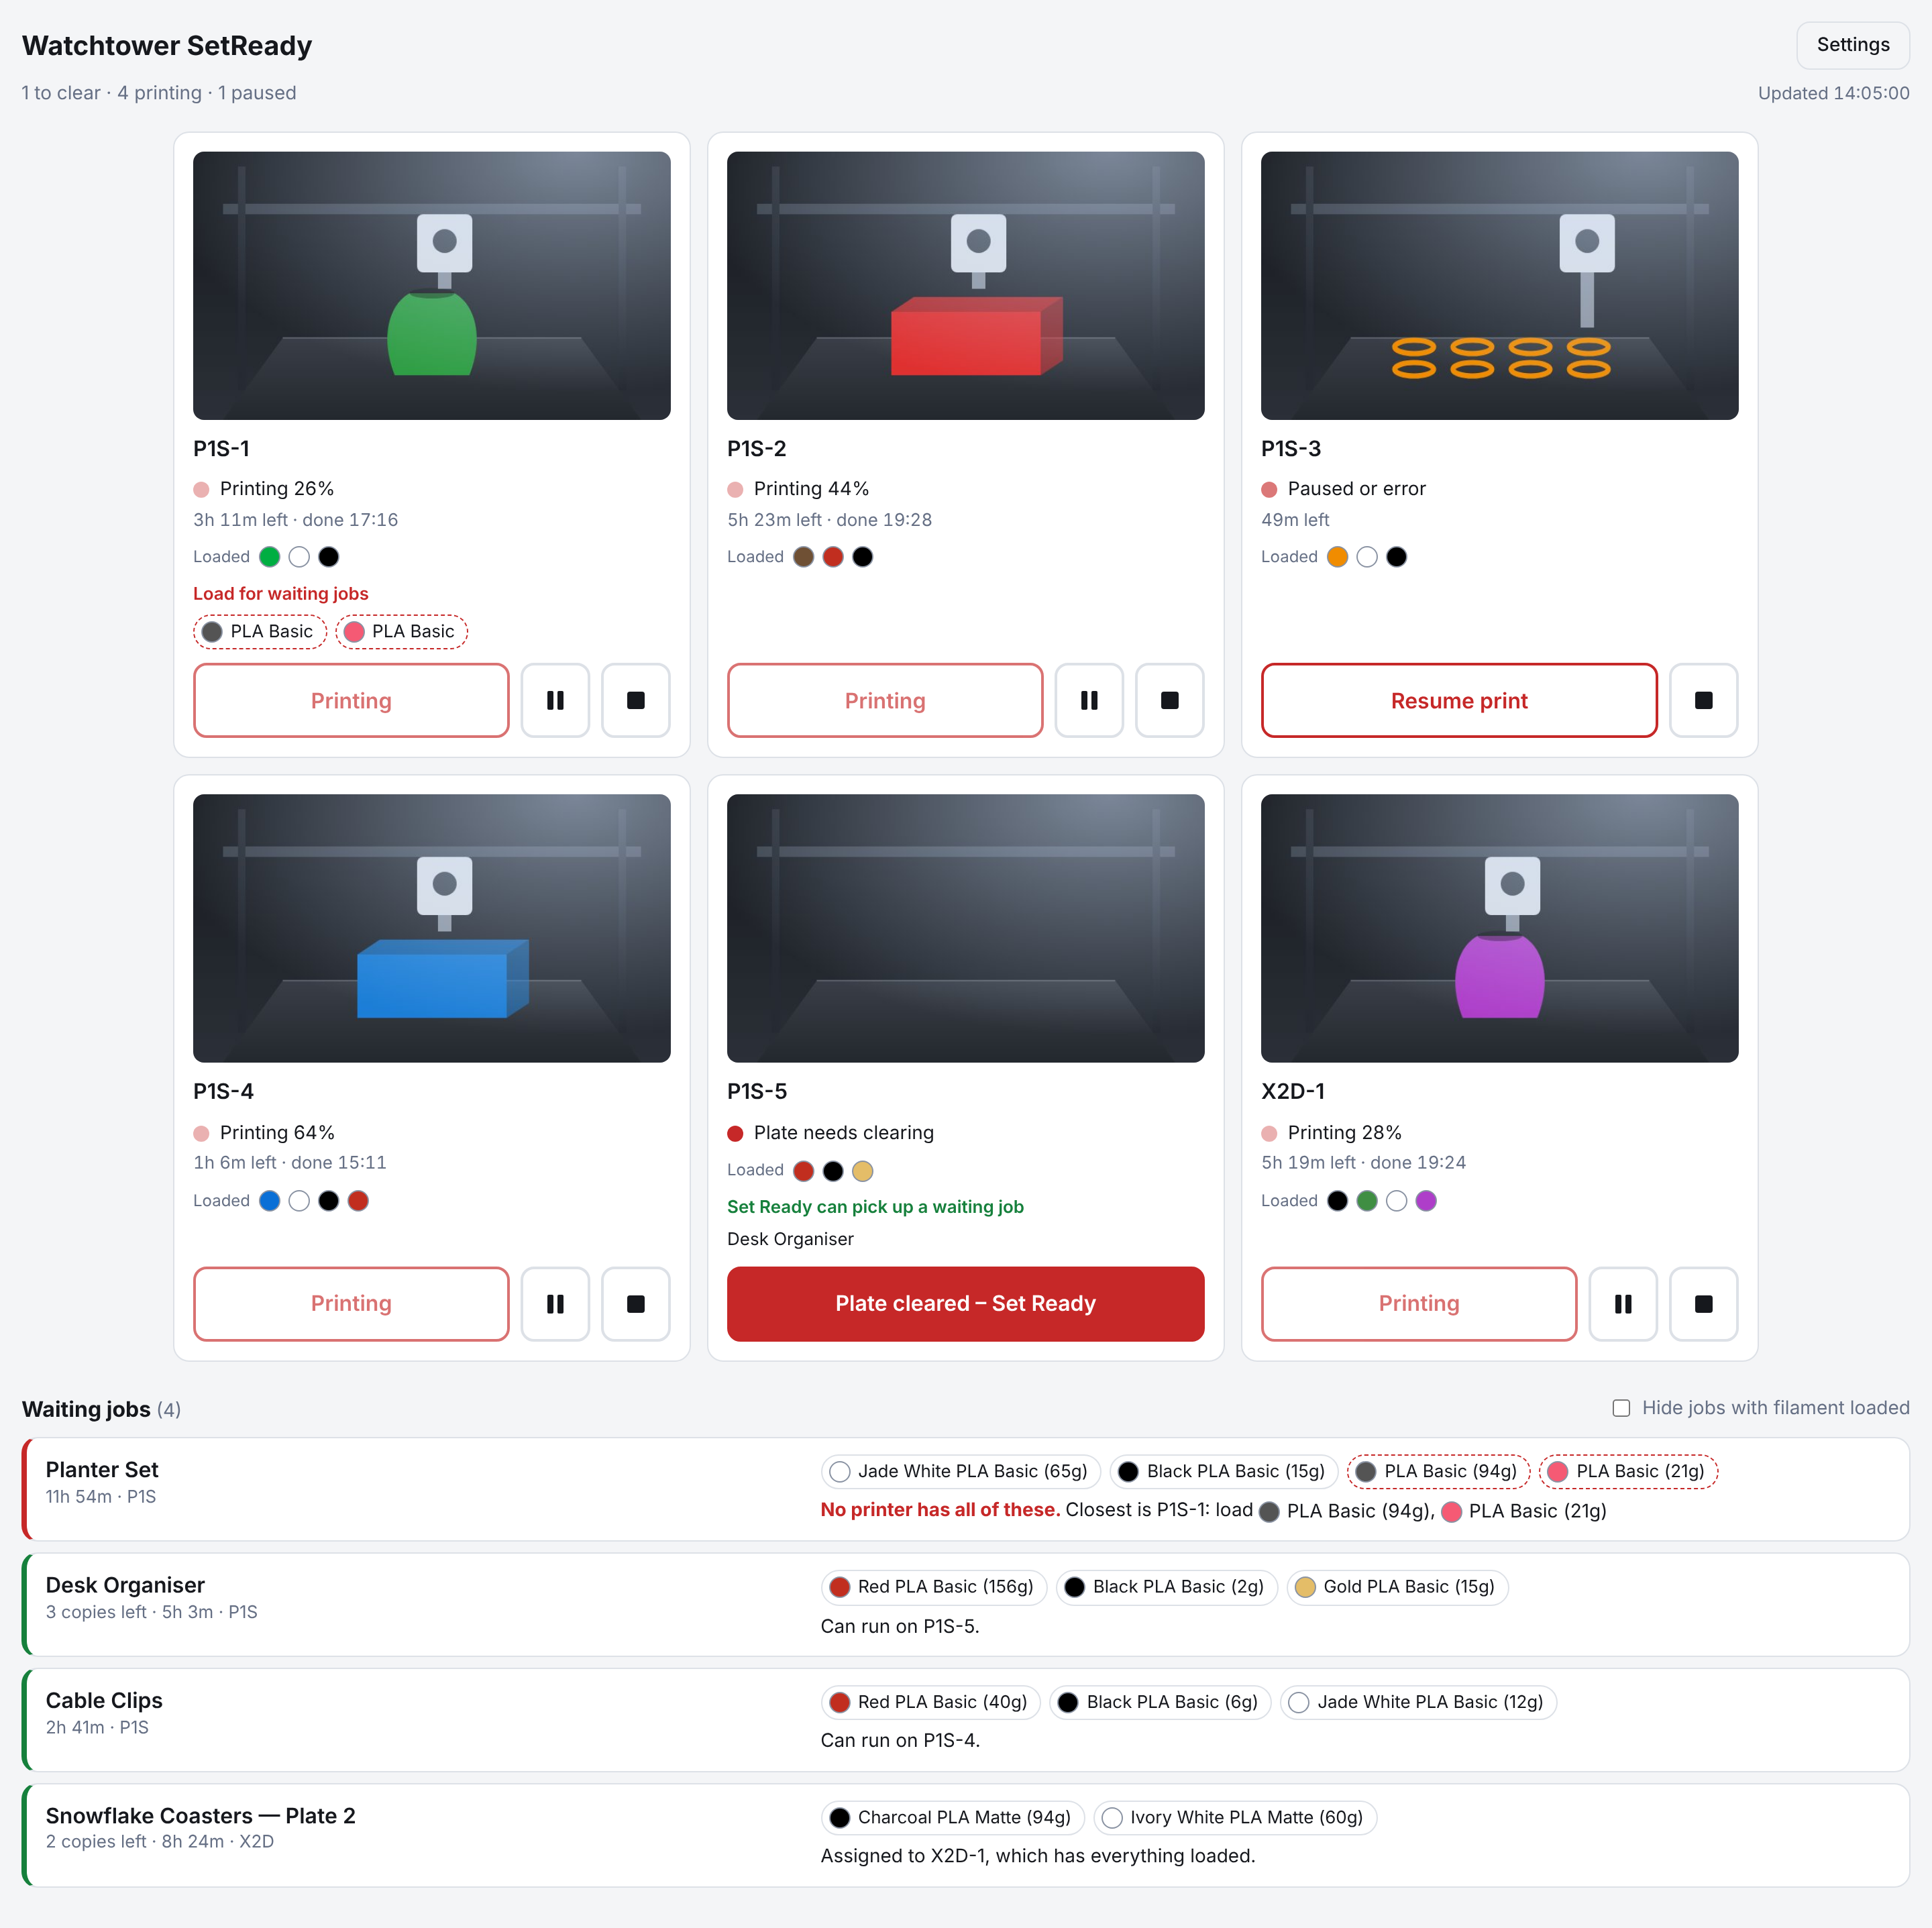 Watchtower SetReady
Settings
1 to clear · 4 printing · 1 paused
Updated 14:05:00
P1S-1
Printing 26%
3h 11m left · done 17:16
Loaded
Load for waiting jobs
PLA Basic
PLA Basic
Printing
P1S-2
Printing 44%
5h 23m left · done 19:28
Loaded
Printing
P1S-3
Paused or error
49m left
Loaded
Resume print
P1S-4
Printing 64%
1h 6m left · done 15:11
Loaded
Printing
P1S-5
Plate needs clearing
Loaded
Set Ready can pick up a waiting job
Desk Organiser
Plate cleared – Set Ready
X2D-1
Printing 28%
5h 19m left · done 19:24
Loaded
Printing
Waiting jobs (4)
Hide jobs with filament loaded
Planter Set
11h 54m · P1S
Jade White PLA Basic (65g)
Black PLA Basic (15g)
PLA Basic (94g)
PLA Basic (21g)
No printer has all of these. Closest is P1S-1: load PLA Basic (94g), PLA Basic (21g)
Desk Organiser
3 copies left · 5h 3m · P1S
Red PLA Basic (156g)
Black PLA Basic (2g)
Gold PLA Basic (15g)
Can run on P1S-5.
Cable Clips
2h 41m · P1S
Red PLA Basic (40g)
Black PLA Basic (6g)
Jade White PLA Basic (12g)
Can run on P1S-4.
Snowflake Coasters — Plate 2
2 copies left · 8h 24m · X2D
Charcoal PLA Matte (94g)
Ivory White PLA Matte (60g)
Assigned to X2D-1, which has everything loaded.